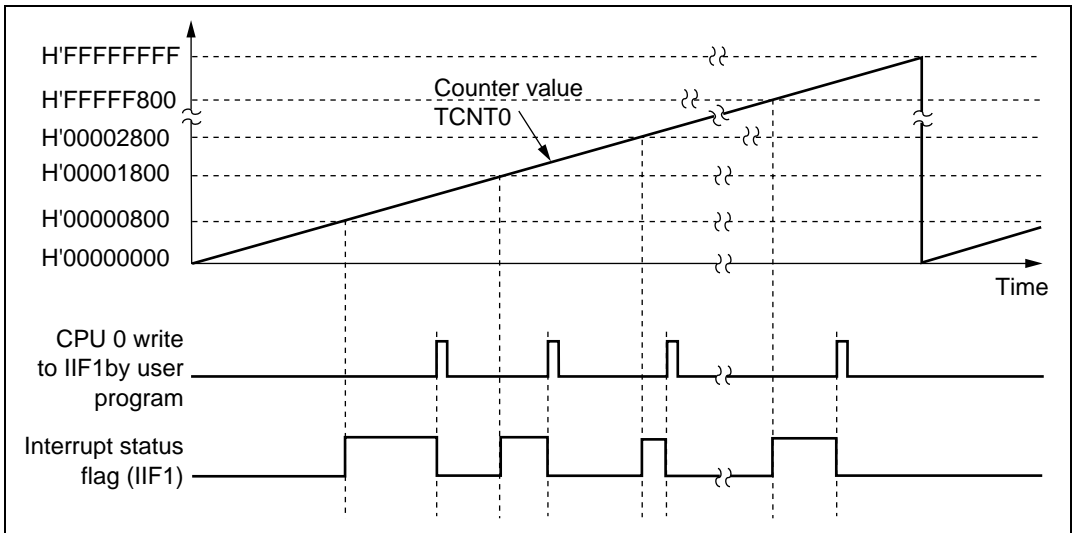 H'FFFFFFFF
H'FFFFF800
H'00002800
H'00001800
H'00000800
H'00000000
Counter value
TCNT0
Time
CPU 0 write
to IIF1by user
program
Interrupt status
flag (IIF1)